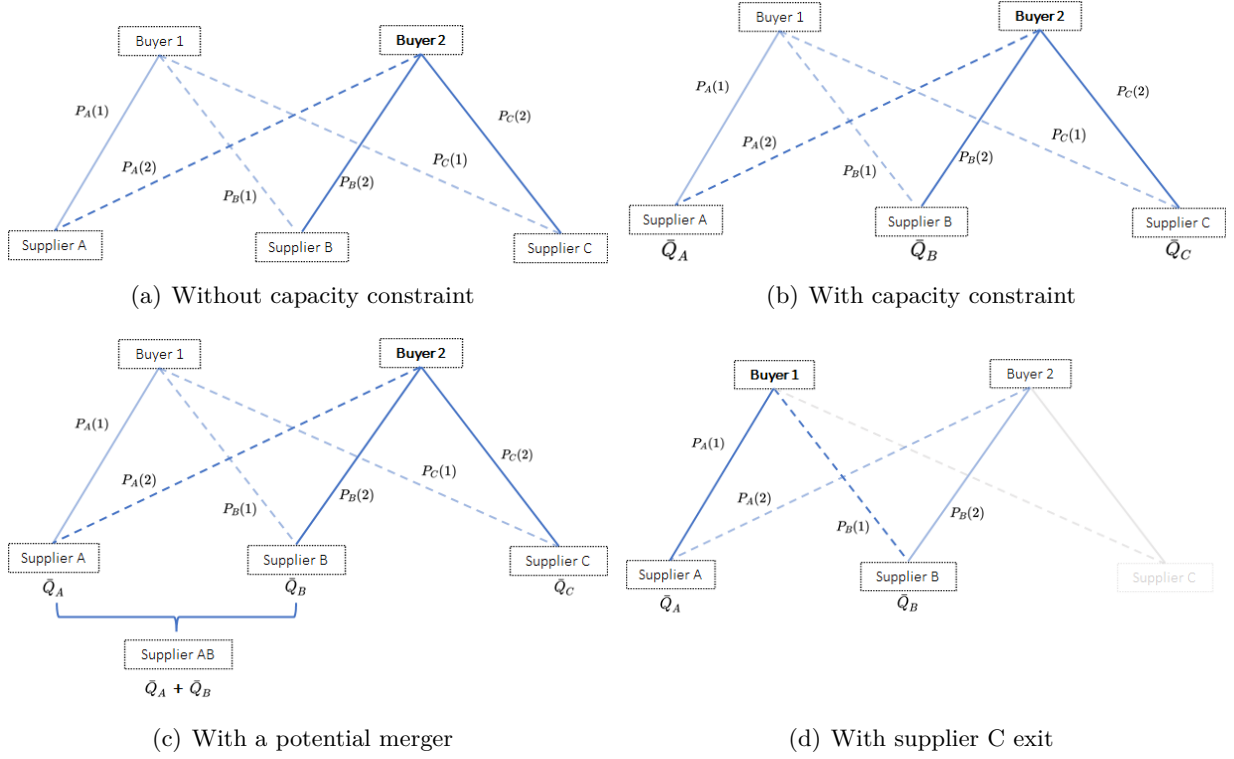 Buyer 1
Buyer 2
P_A(1)
P_C(2)
P_A(2)
P_C(1)
P_B(1)
P_B(2)
Supplier A
Supplier B
Supplier C
(a) Without capacity constraint
Buyer 1
Buyer 2
P_A(1)
P_C(2)
P_A(2)
P_C(1)
P_B(1)
P_B(2)
Supplier A
Supplier B
Supplier C
Q̄_A
Q̄_B
Q̄_C
(b) With capacity constraint
Buyer 1
Buyer 2
P_A(1)
P_C(2)
P_A(2)
P_C(1)
P_B(1)
P_B(2)
Supplier A
Supplier B
Supplier C
Q̄_A
Q̄_B
Q̄_C
Supplier AB
Q̄_A + Q̄_B
(c) With a potential merger
Buyer 1
Buyer 2
P_A(1)
P_A(2)
P_B(1)
P_B(2)
Supplier A
Supplier B
Supplier C
Q̄_A
Q̄_B
(d) With supplier C exit